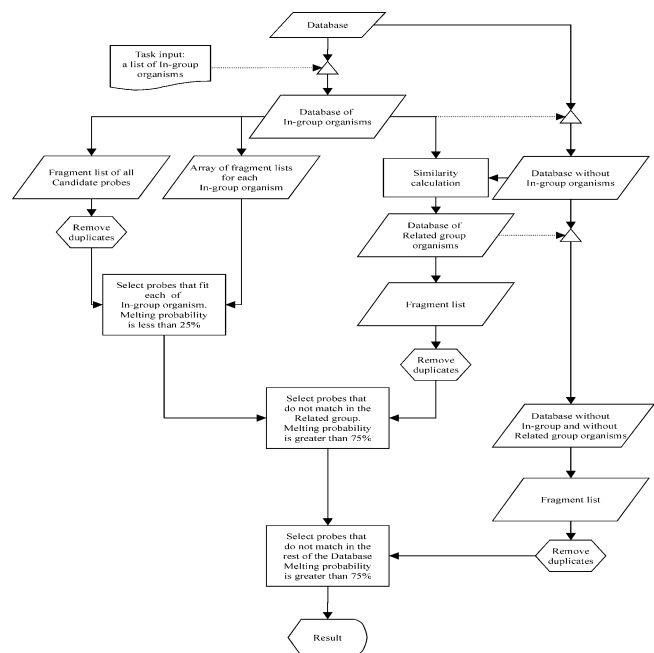 Database
Task input:
a list of In-group
organisms
Database of
In-group organisms
Fragment list of all
Candidate probes
Array of fragment lists
for each
In-group organism
Similarity
calculation
Database without
In-group organisms
Remove
duplicates
Database of
Related group
organisms
Select probes that fit
each of
In-group organism.
Melting probability
is less than 25%
Fragment list
Remove
duplicates
Select probes that
do not match in the
Related group.
Melting probability
is greater than 75%
Database without
In-group and without
Related group organisms
Fragment list
Select probes that
do not match in the
rest of the Database
Melting probability
is greater than 75%
Remove
duplicates
Result